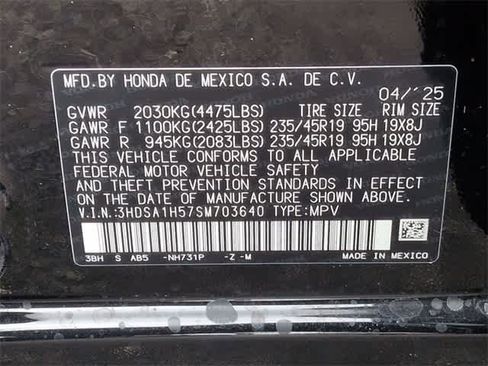 MFD.BY HONDA DE MEXICO S.A. DE C.V.
04/'25
GVWR 2030KG(4475LBS) TIRE SIZE RIM SIZE
GAWR F 1100KG(2425LBS) 235/45R19 95H 19X8J
GAWR R 945KG(2083LBS) 235/45R19 95H 19X8J
THIS VEHICLE CONFORMS TO ALL APPLICABLE
FEDERAL MOTOR VEHICLE SAFETY
AND THEFT PREVENTION STANDARDS IN EFFECT ON
THE DATE OF MANUFACTURE SHOWN ABOVE.
V.I.N.:3HDSA1H57SM703640 TYPE:MPV
3BH S AB5 -NH731P -Z -M MADE IN MEXICO